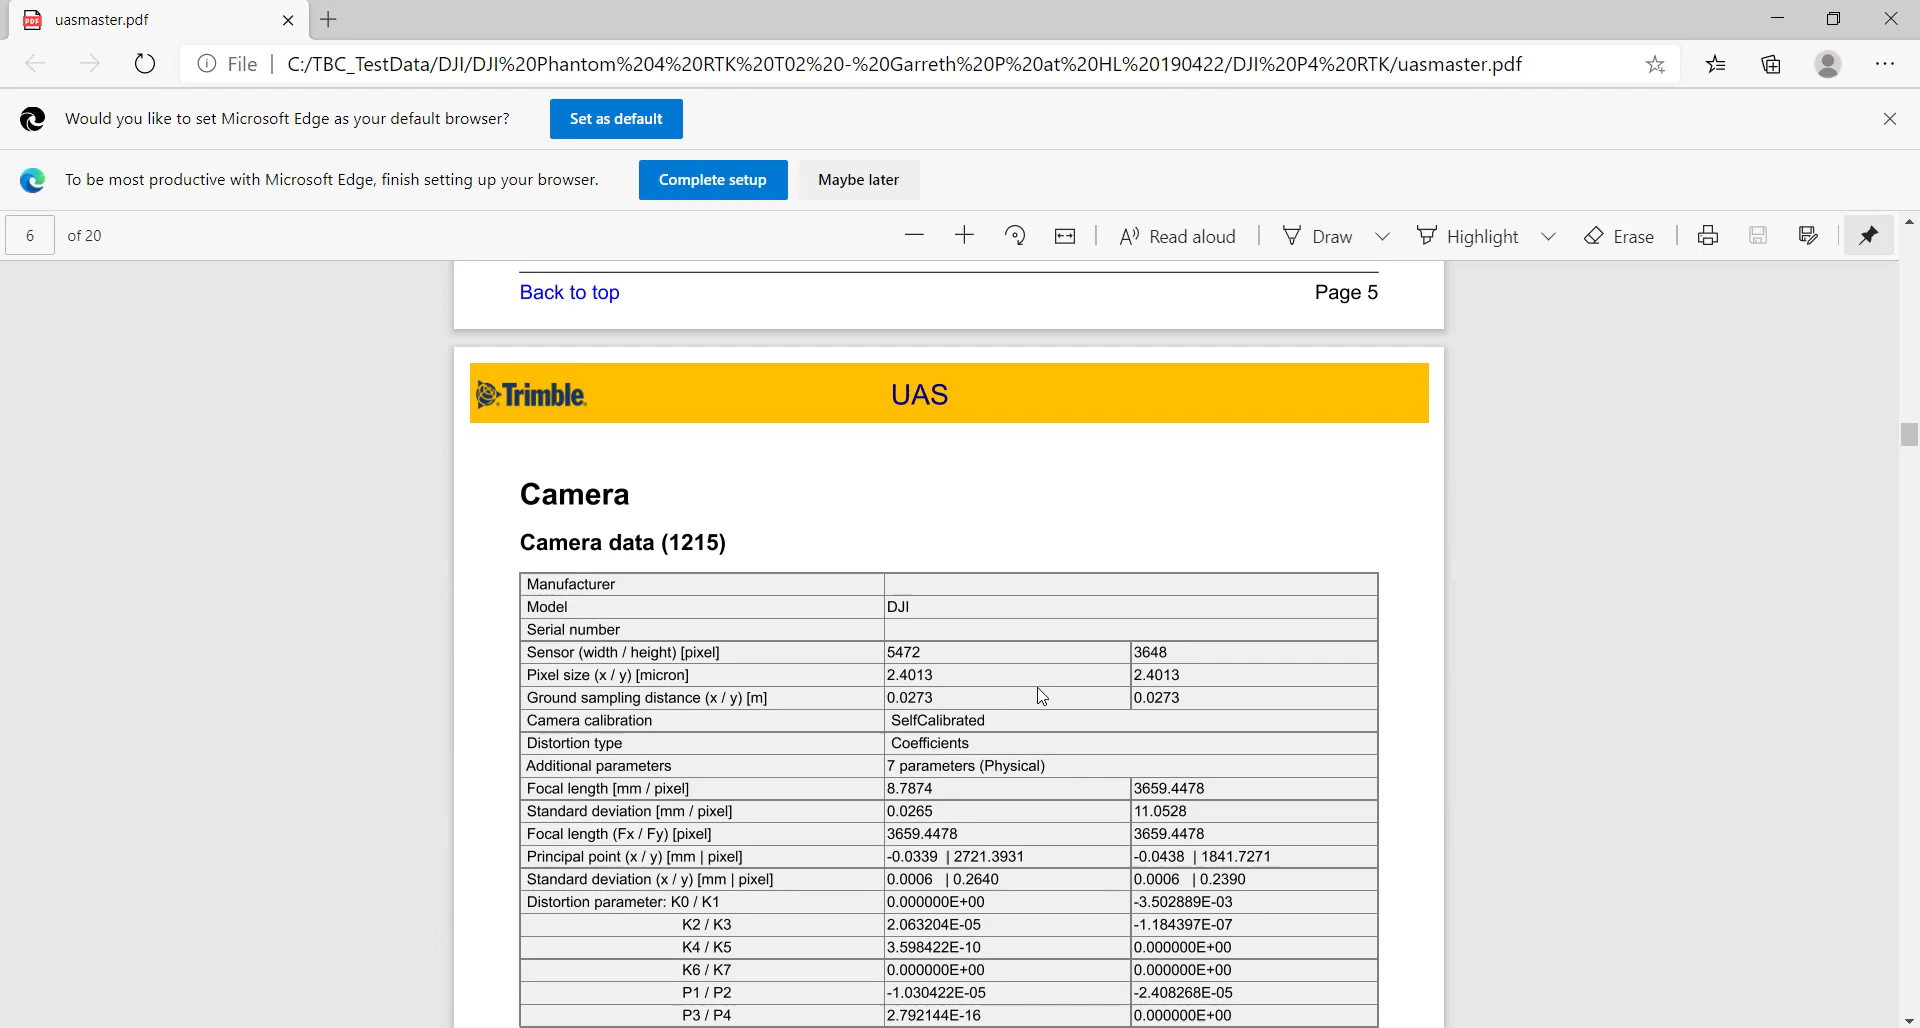 uasmaster.pdf
File C:/TBC_TestData/DJI/DJI%20Phantom%204%20RTK%20T02%20-%20Garreth%20P%20at%20HL%20190422/DJI%20P4%20RTK/uasmaster.pdf
Would you like to set Microsoft Edge as your default browser? Set as default
To be most productive with Microsoft Edge, finish setting up your browser. Complete setup Maybe later
6 of 20 Read aloud Draw Highlight Erase
Back to top Page 5
Trimble. UAS
Camera
Camera data (1215)
Manufacturer
Model DJI
Serial number
Sensor (width / height) [pixel] 5472 3648
Pixel size (x / y) [micron] 2.4013 2.4013
Ground sampling distance (x / y) [m] 0.0273 0.0273
Camera calibration SelfCalibrated
Distortion type Coefficients
Additional parameters 7 parameters (Physical)
Focal length [mm / pixel] 8.7874 3659.4478
Standard deviation [mm / pixel] 0.0265 11.0528
Focal length (Fx / Fy) [pixel] 3659.4478 3659.4478
Principal point (x / y) [mm | pixel] -0.0339 | 2721.3931 -0.0438 | 1841.7271
Standard deviation (x / y) [mm | pixel] 0.0006 | 0.2640 0.0006 | 0.2390
Distortion parameter: K0 / K1 0.000000E+00 -3.502889E-03
K2 / K3 2.063204E-05 -1.184397E-07
K4 / K5 3.598422E-10 0.000000E+00
K6 / K7 0.000000E+00 0.000000E+00
P1 / P2 -1.030422E-05 -2.408268E-05
P3 / P4 2.792144E-16 0.000000E+00